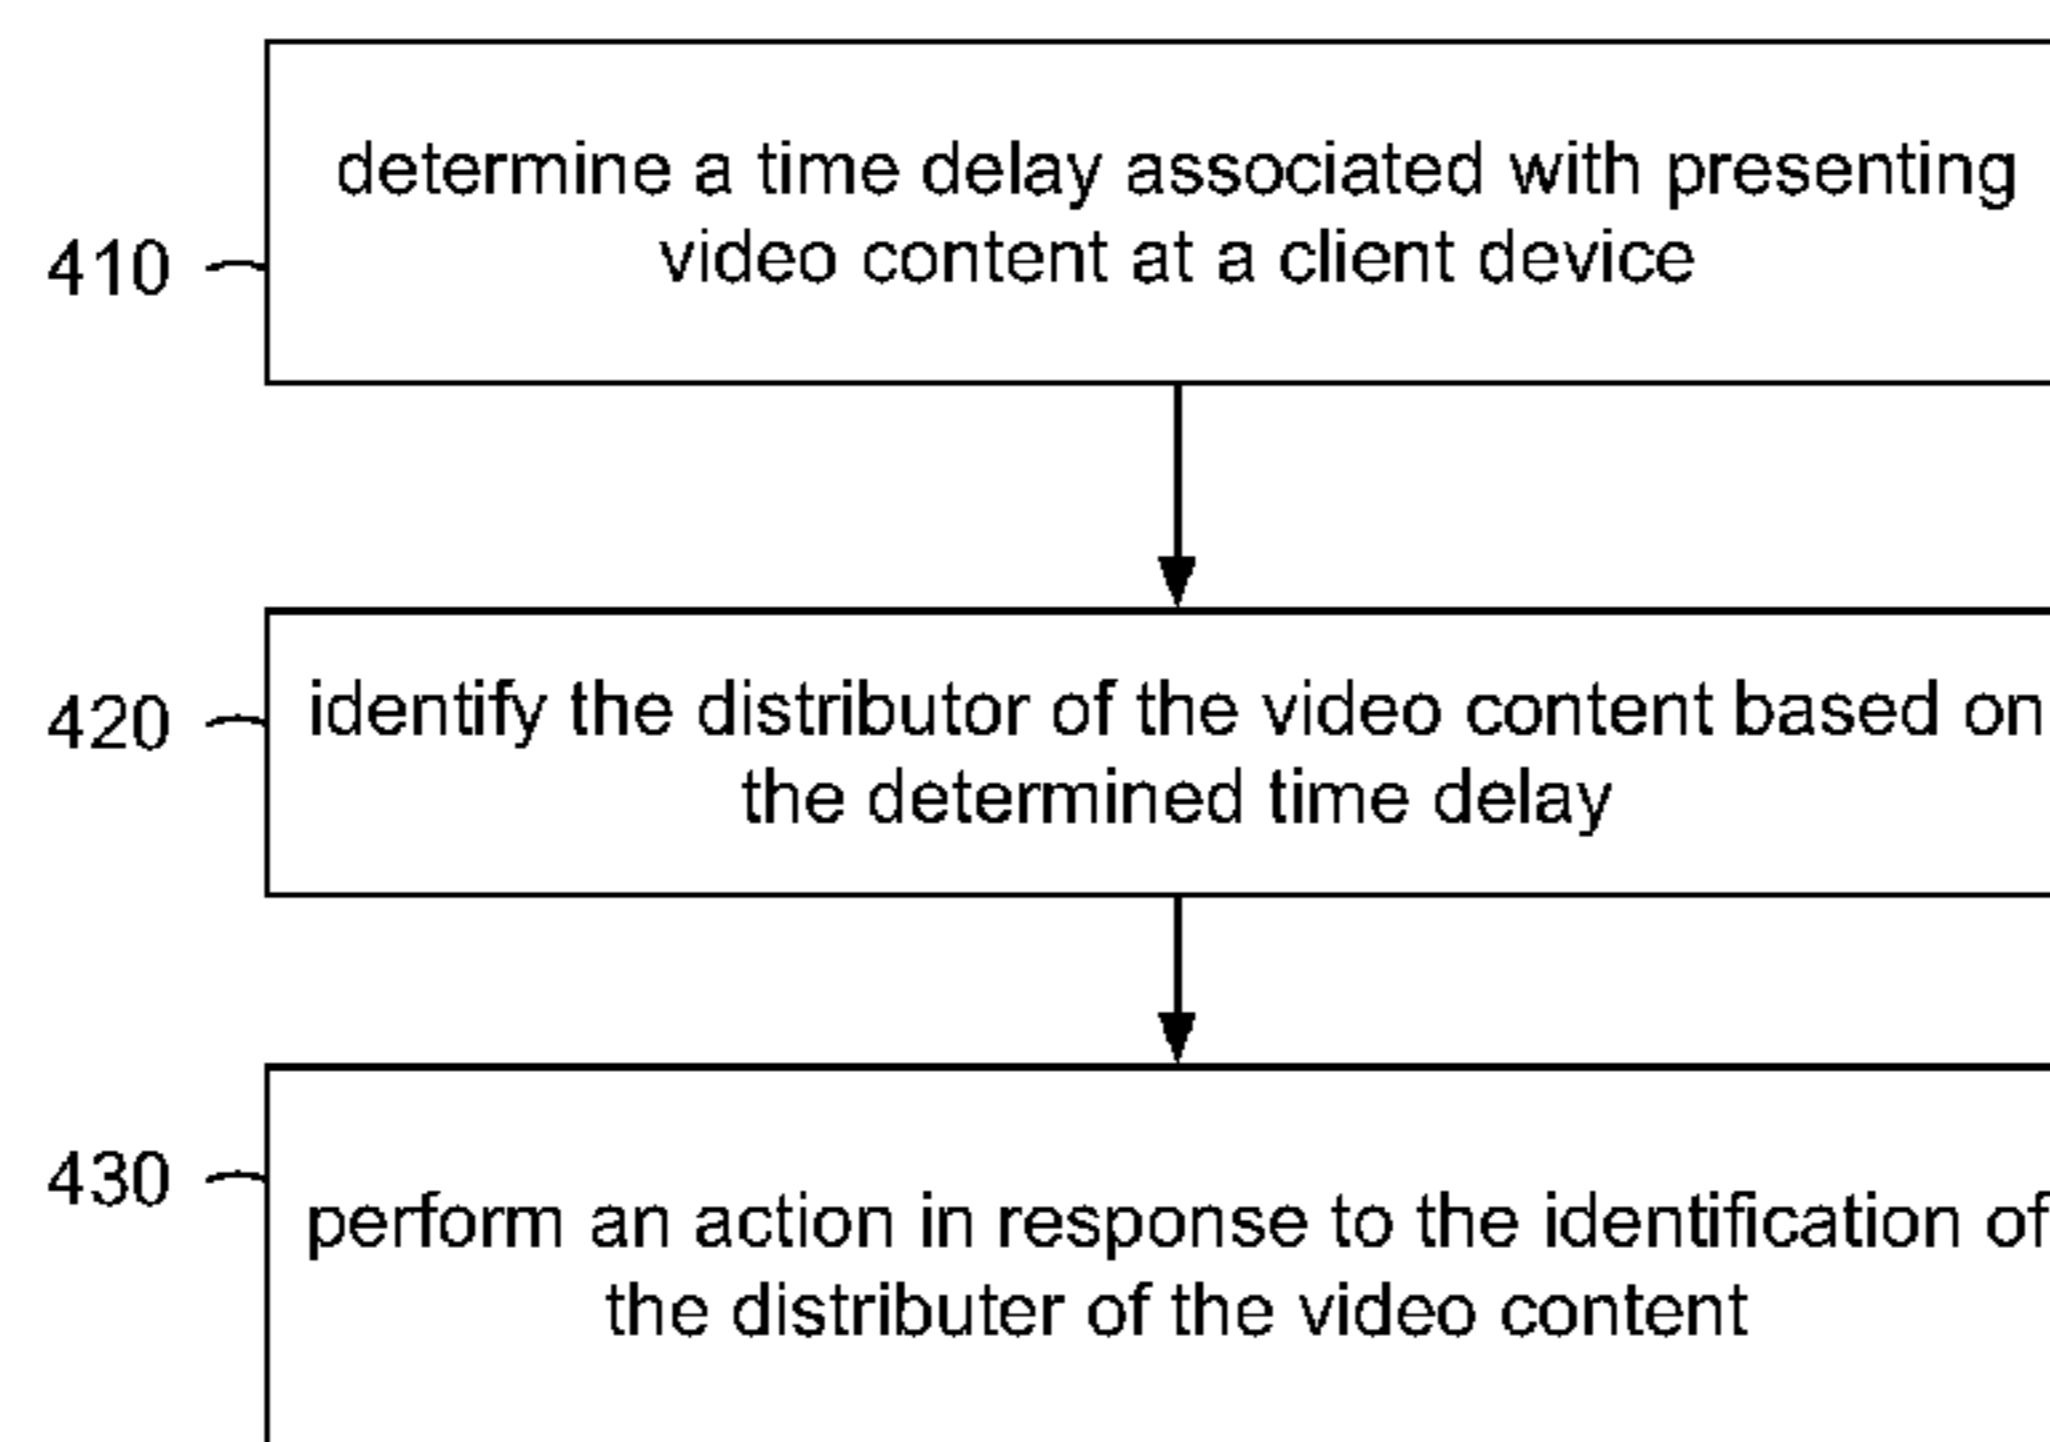 determine a time delay associated with presenting
video content at a client device
410
identify the distributor of the video content based on
the determined time delay
420
430
perform an action in response to the identification of
the distributer of the video content